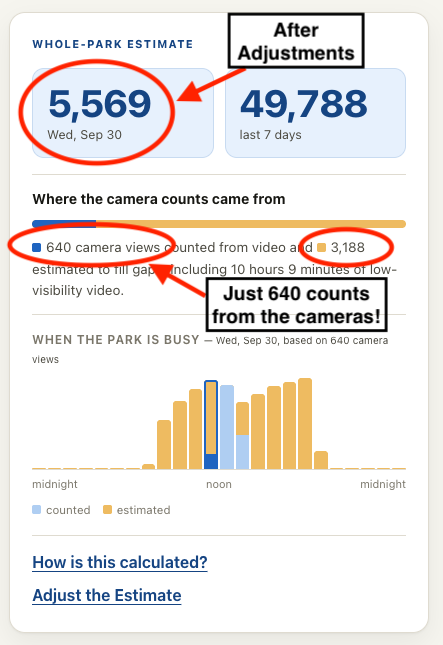 After
Adjustments
WHOLE-PARK ESTIMATE
5,569
Wed, Sep 30
49,788
last 7 days
Where the camera counts came from
640 camera views counted from video and 3,188
estimated to fill gaps, including 10 hours 9 minutes of low-
visibility video.
Just 640 counts
from the cameras!
WHEN THE PARK IS BUSY — Wed, Sep 30, based on 640 camera
views
midnight noon midnight
counted estimated
How is this calculated?
Adjust the Estimate